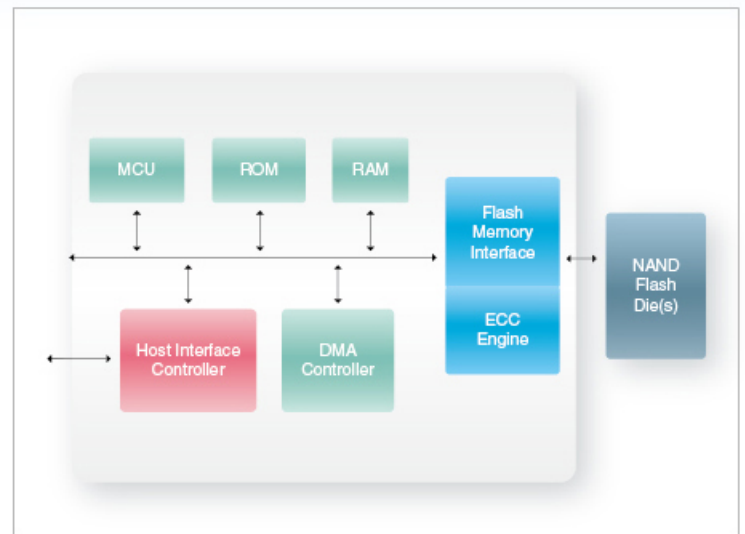 MCU
ROM
RAM
Flash
Memory
Interface
NAND
Flash
Die(s)
Host Interface
Controller
DMA
Controller
ECC
Engine